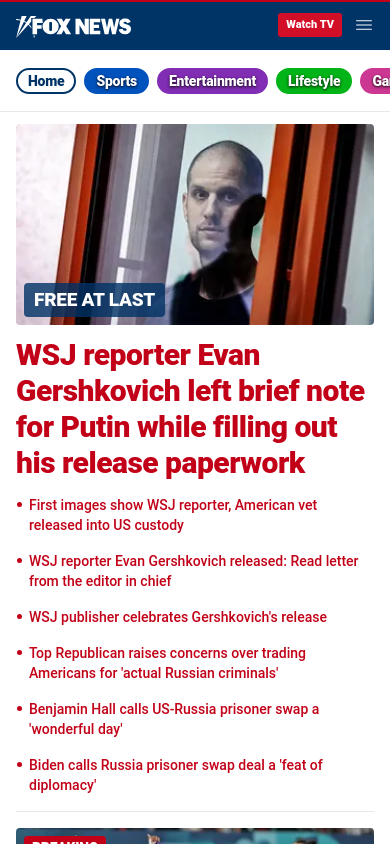 FOX NEWS
Watch TV
Home
Sports
Entertainment
Lifestyle
FREE AT LAST
WSJ reporter Evan
Gershkovich left brief note
for Putin while filling out
his release paperwork
First images show WSJ reporter, American vet
released into US custody
WSJ reporter Evan Gershkovich released: Read letter
from the editor in chief
WSJ publisher celebrates Gershkovich's release
Top Republican raises concerns over trading
Americans for 'actual Russian criminals'
Benjamin Hall calls US-Russia prisoner swap a
'wonderful day'
Biden calls Russia prisoner swap deal a 'feat of
diplomacy'
BREAKING